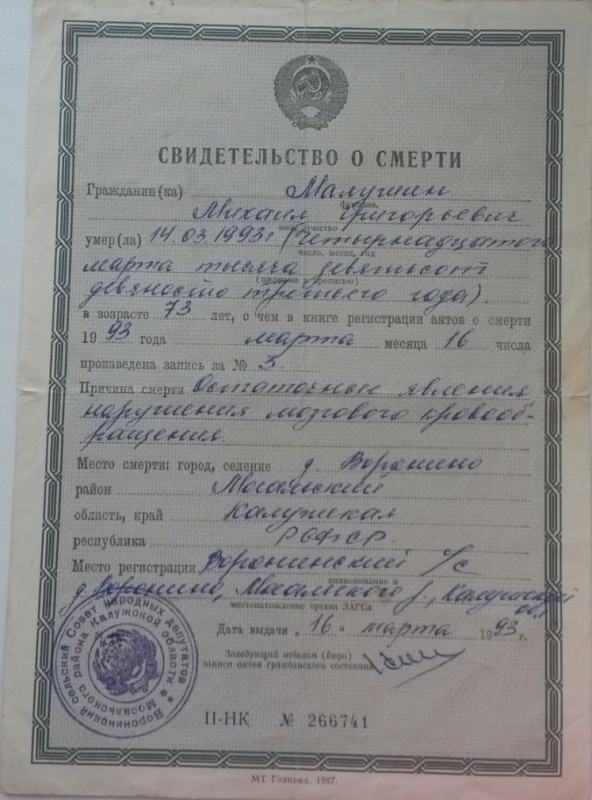 СВИДЕТЕЛЬСТВО О СМЕРТИ
Гражданин(ка) Малушин
фамилия,
Михаил Григорьевич
имя, отчество
умер(ла) 14.03.1993г (Четырнадцатого
число, месяц, год
марта тысяча девятьсот
(цифрами и прописью)
девяносто третьего года).
в возрасте 73 лет, о чем в книге регистрации актов о смерти
1993 года марта месяца 16 числа
произведена запись за № 3.
Причина смерти Остаточные явления
нарушения мозгового кровооб-
ращения.
Место смерти: город, селение д. Воронино
район Мосальский
область, край Калужская
республика РСФСР.
Место регистрации Воронинский с/с
наименование и
д. Воронино, Мосальского р., Калужской
обл.
местонахождение органа ЗАГСа
Дата выдачи „16“ марта 1993 г.
Заведующий отделом (бюро)
записи актов гражданского состояния
Воронинский сельский Совет народных депутатов
Мосальского района Калужской области
II-НК № 266741
МТ Гознака. 1987.